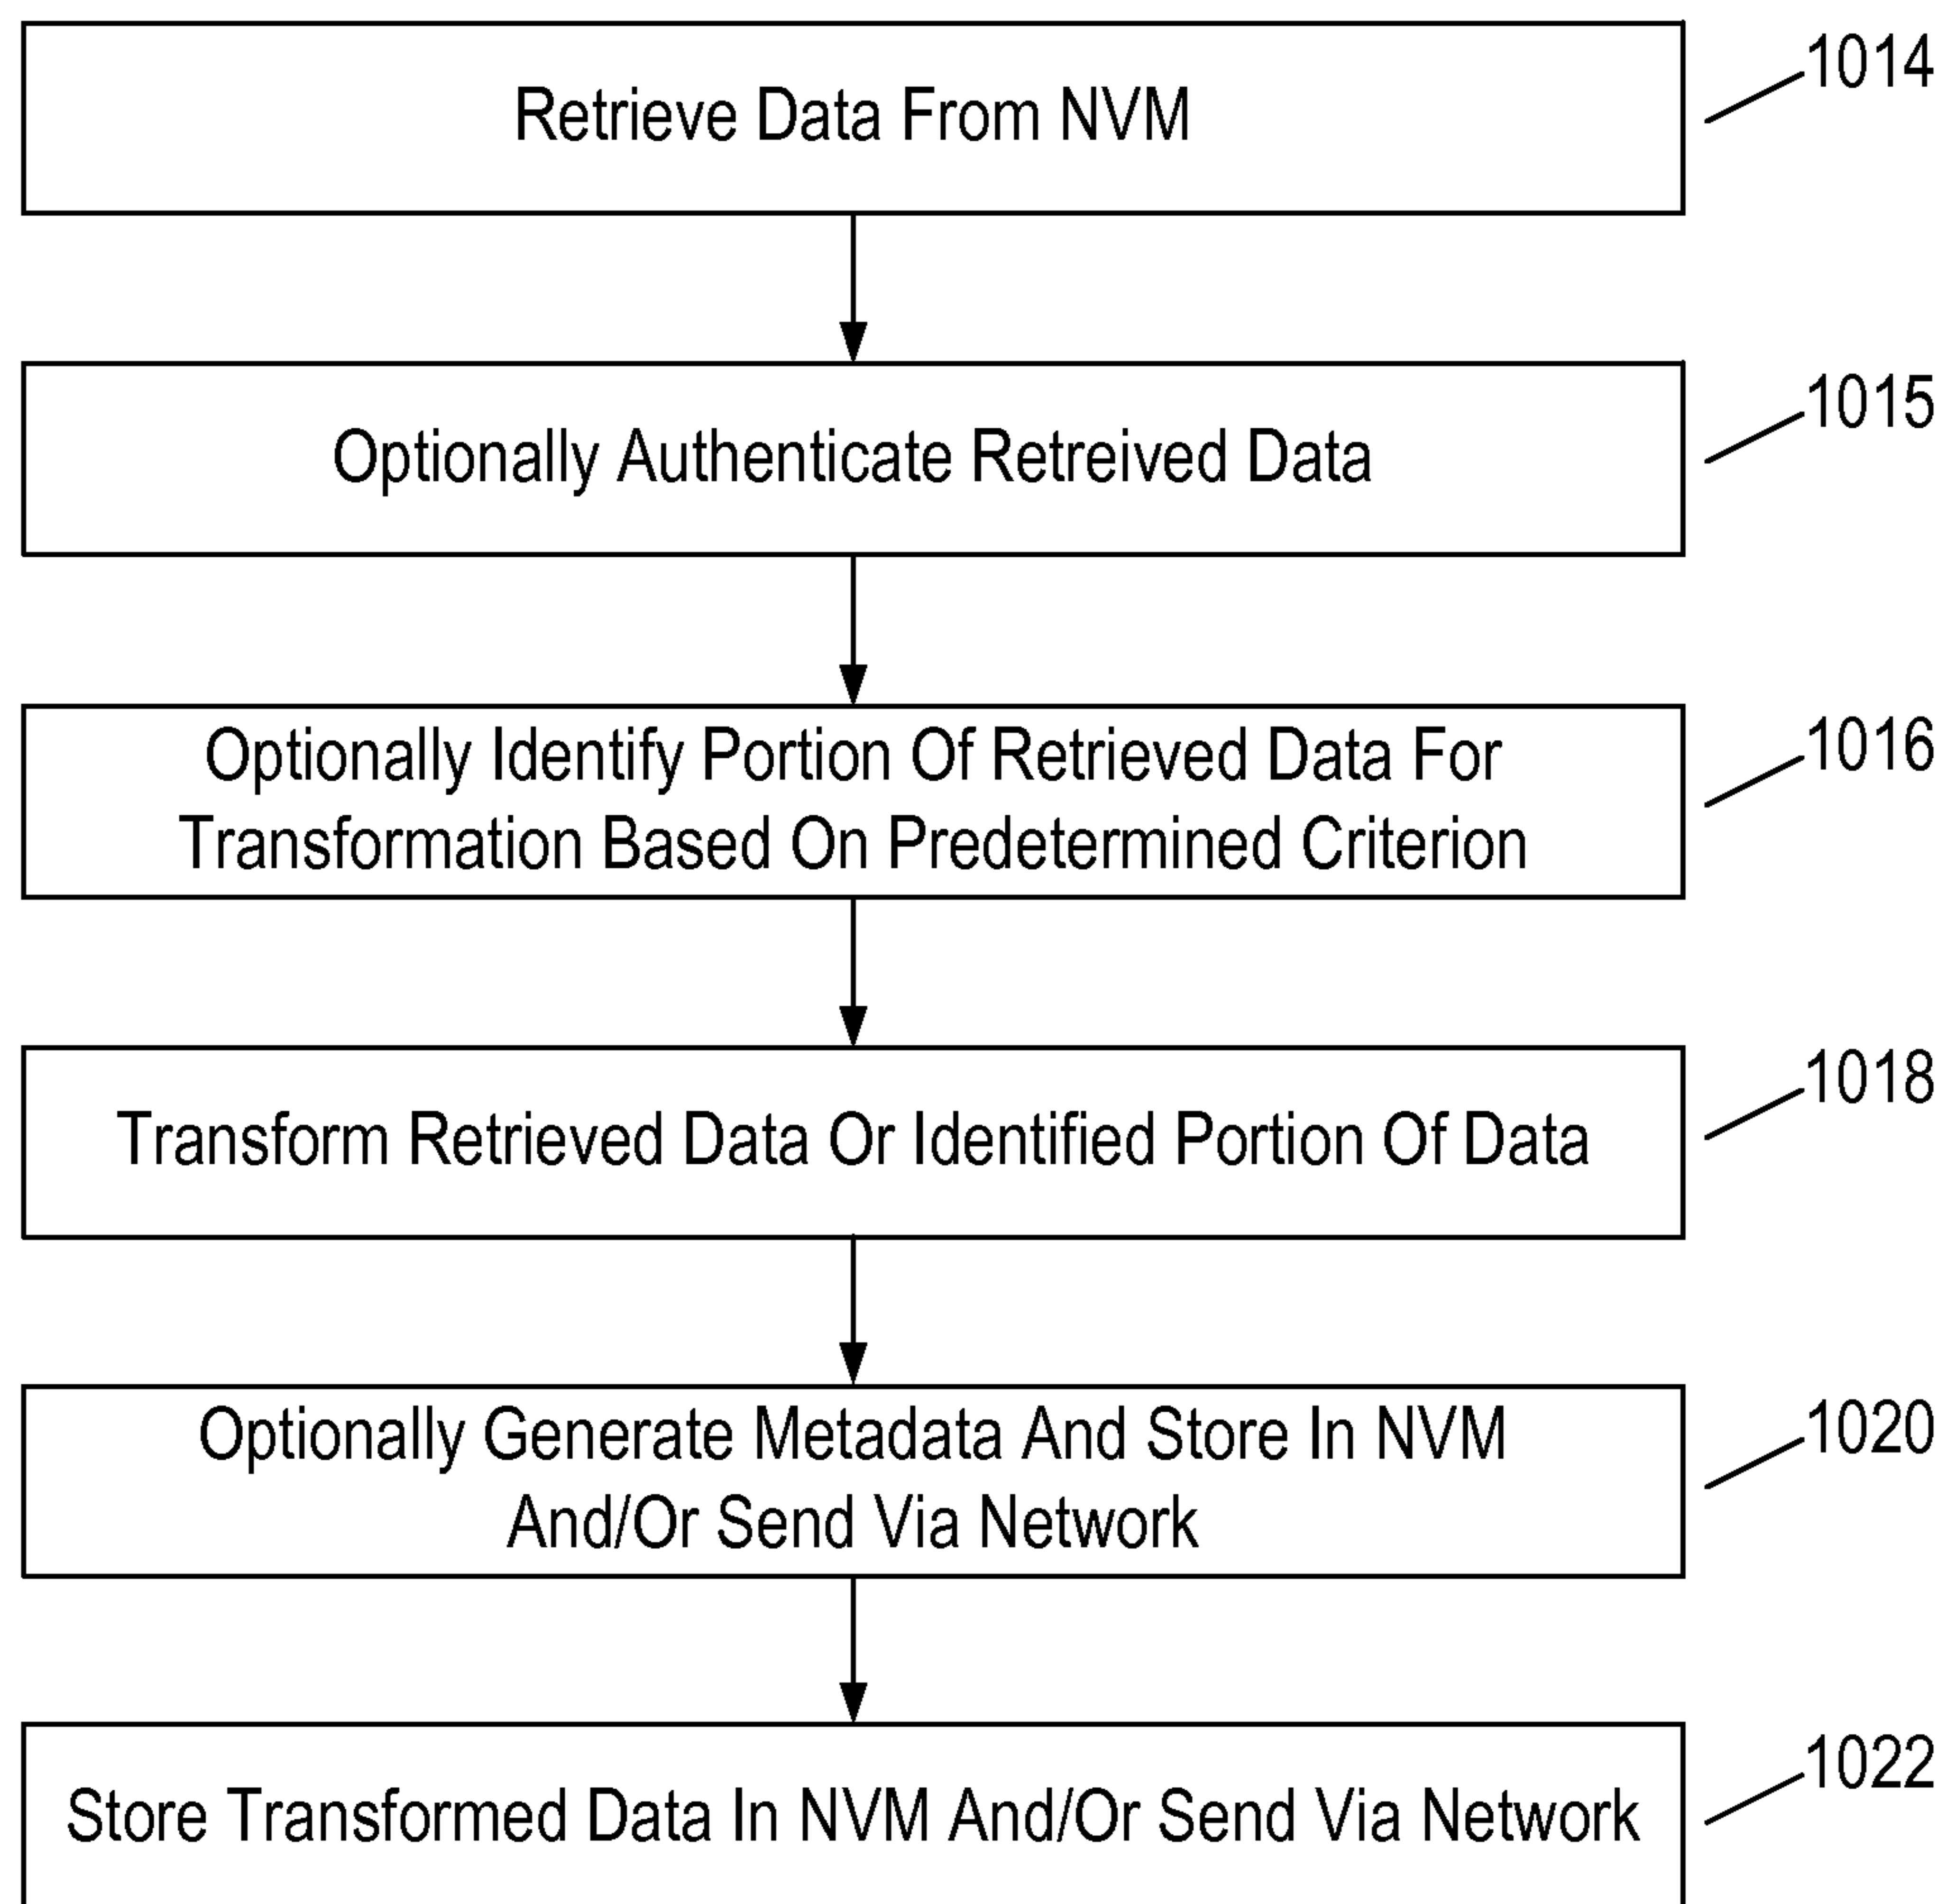 Retrieve Data From NVM
1014
Optionally Authenticate Retreived Data
1015
Optionally Identify Portion Of Retrieved Data For
Transformation Based On Predetermined Criterion
1016
Transform Retrieved Data Or Identified Portion Of Data
1018
Optionally Generate Metadata And Store In NVM
And/Or Send Via Network
1020
Store Transformed Data In NVM And/Or Send Via Network
1022